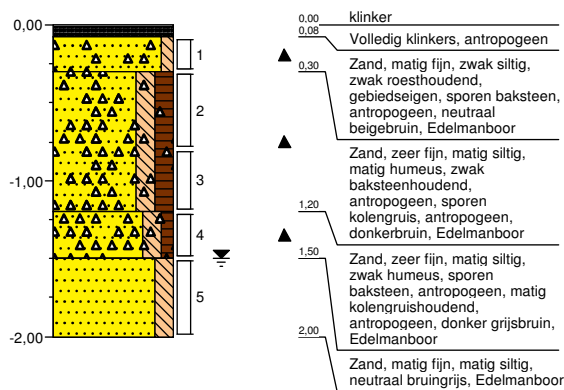 0,00
-1,00
-2,00
1
2
3
4
5
0,00
klinker
0,08
Volledig klinkers, antropogeen
0,30
Zand, matig fijn, zwak siltig,
zwak roesthoudend,
gebiedseigen, sporen baksteen,
antropogeen, neutraal
beigebruin, Edelmanboor
Zand, zeer fijn, matig siltig,
matig humeus, zwak
baksteenhoudend,
antropogeen, sporen
kolengruis, antropogeen,
donkerbruin, Edelmanboor
1,20
1,50
Zand, zeer fijn, matig siltig,
zwak humeus, sporen
baksteen, antropogeen, matig
kolengruishoudend,
antropogeen, donker grijsbruin,
Edelmanboor
2,00
Zand, matig fijn, matig siltig,
neutraal bruingrijs, Edelmanboor